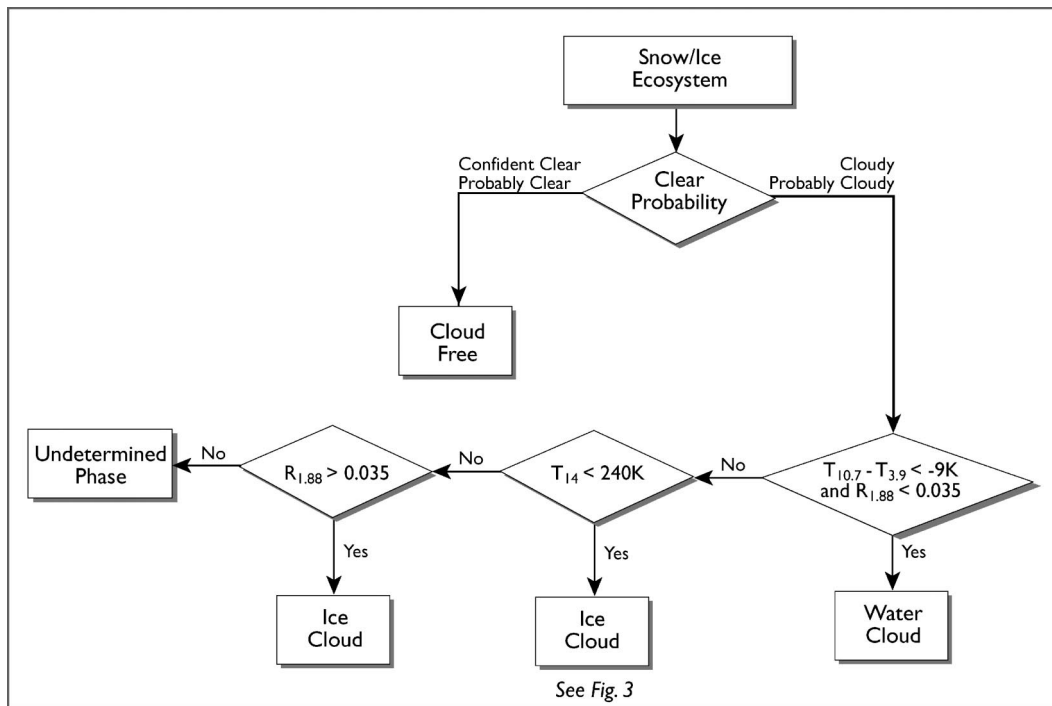 Snow/Ice
Ecosystem
Confident Clear
Probably Clear
Clear
Probability
Cloudy
Probably Cloudy
Cloud
Free
Undetermined
Phase
No
R1.88 > 0.035
No
T14 < 240K
No
T10.7 - T3.9 < -9K
and R1.88 < 0.035
Yes
Yes
Yes
Ice
Cloud
Ice
Cloud
Water
Cloud
See Fig. 3